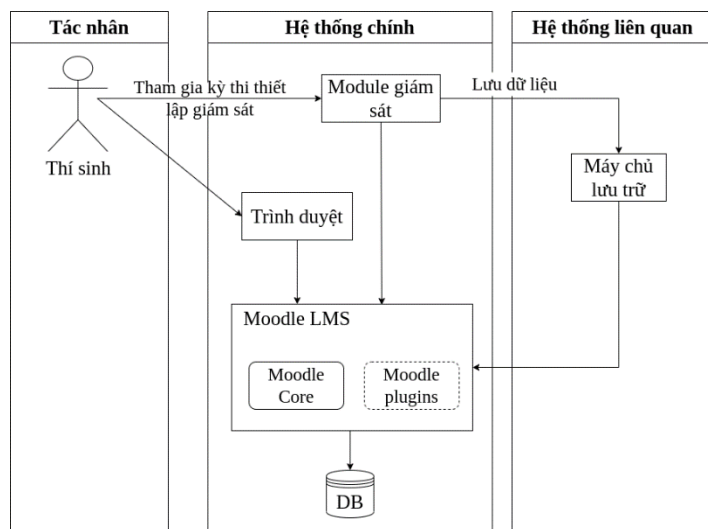 Tác nhân
Hệ thống chính
Hệ thống liên quan
Tham gia kỳ thi thiết
lập giám sát
Module giám
sát
Lưu dữ liệu
Thí sinh
Máy chủ
lưu trữ
Trình duyệt
Moodle LMS
Moodle
Core
Moodle
plugins
DB